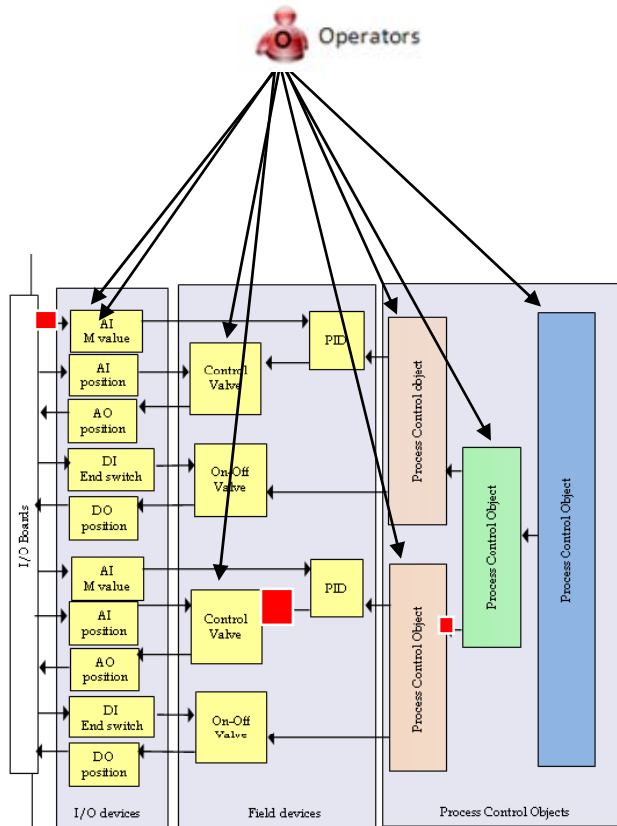 O
Operators
I/O Boards
AI
M value
AI
position
AO
position
DI
End switch
DO
position
AI
M value
AI
position
AO
position
DI
End switch
DO
position
I/O devices
PID
Control
Valve
On-Off
Valve
PID
Control
Valve
On-Off
Valve
Field devices
Process Control object
Process Control Object
Process Control Object
Process Control Object
Process Control Objects